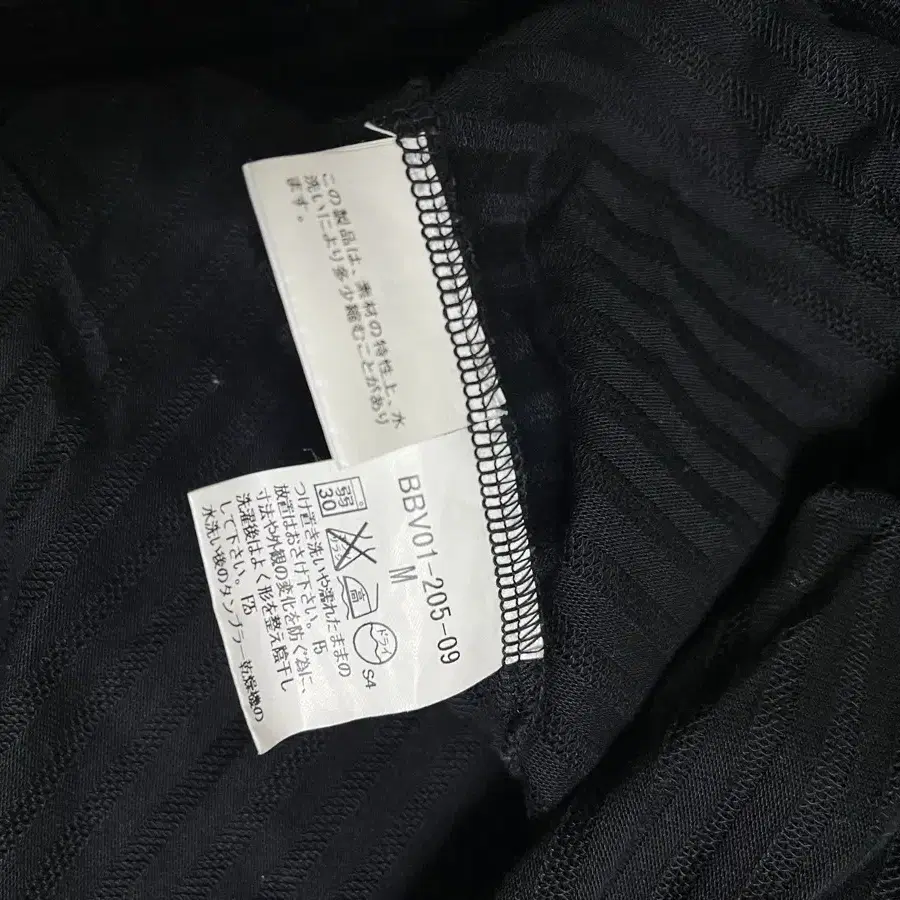 この製品は、素材の特性上、水
洗いにより多少縮むことがあり
ます。
BBV01-205-09
M
弱
30
高
ドライ
S4
つけ置き洗いや濡れたままの
放置はおさけ下さい。F5
寸法や外観の変化を防ぐ為に、
洗濯後はよく形を整え陰干し
して下さい。F6
水洗い後のタンブラー乾燥機の